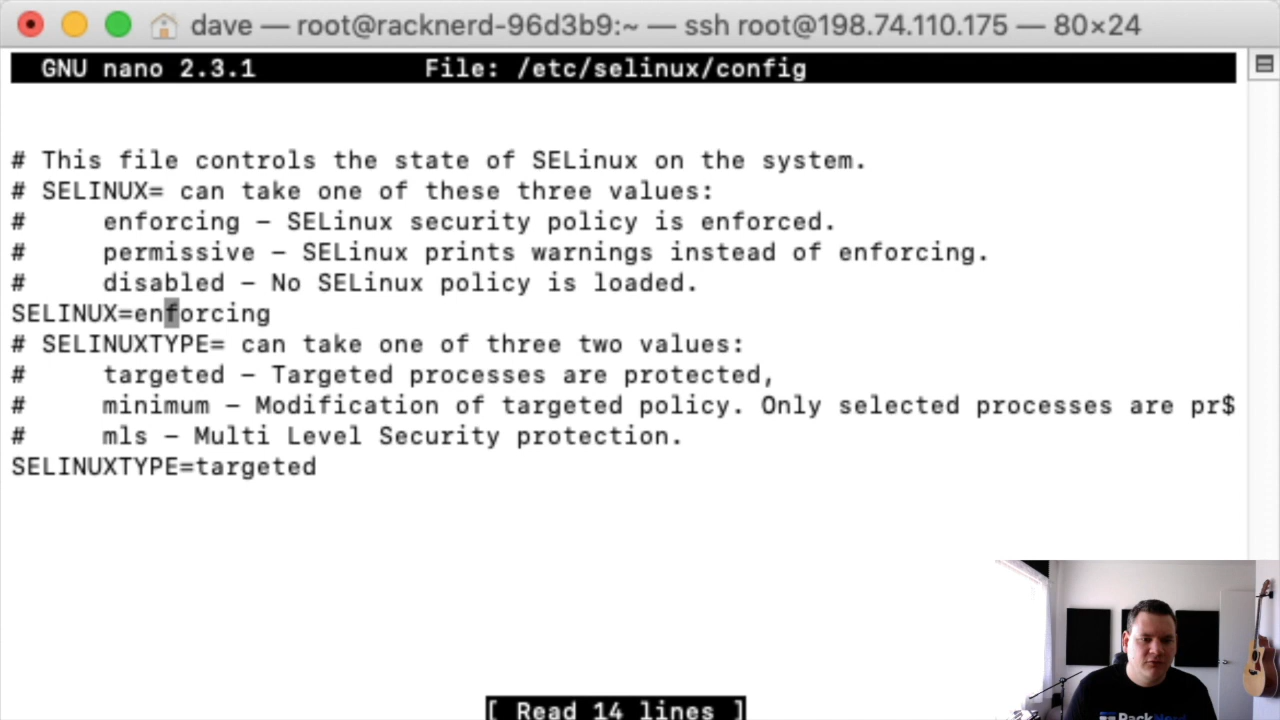 dave — root@racknerd-96d3b9:~ — ssh root@198.74.110.175 — 80×24
GNU nano 2.3.1 File: /etc/selinux/config
# This file controls the state of SELinux on the system.
# SELINUX= can take one of these three values:
# enforcing – SELinux security policy is enforced.
# permissive – SELinux prints warnings instead of enforcing.
# disabled – No SELinux policy is loaded.
SELINUX=enforcing
# SELINUXTYPE= can take one of three two values:
# targeted – Targeted processes are protected,
# minimum – Modification of targeted policy. Only selected processes are pr$
# mls – Multi Level Security protection.
SELINUXTYPE=targeted
[ Read 14 lines ]